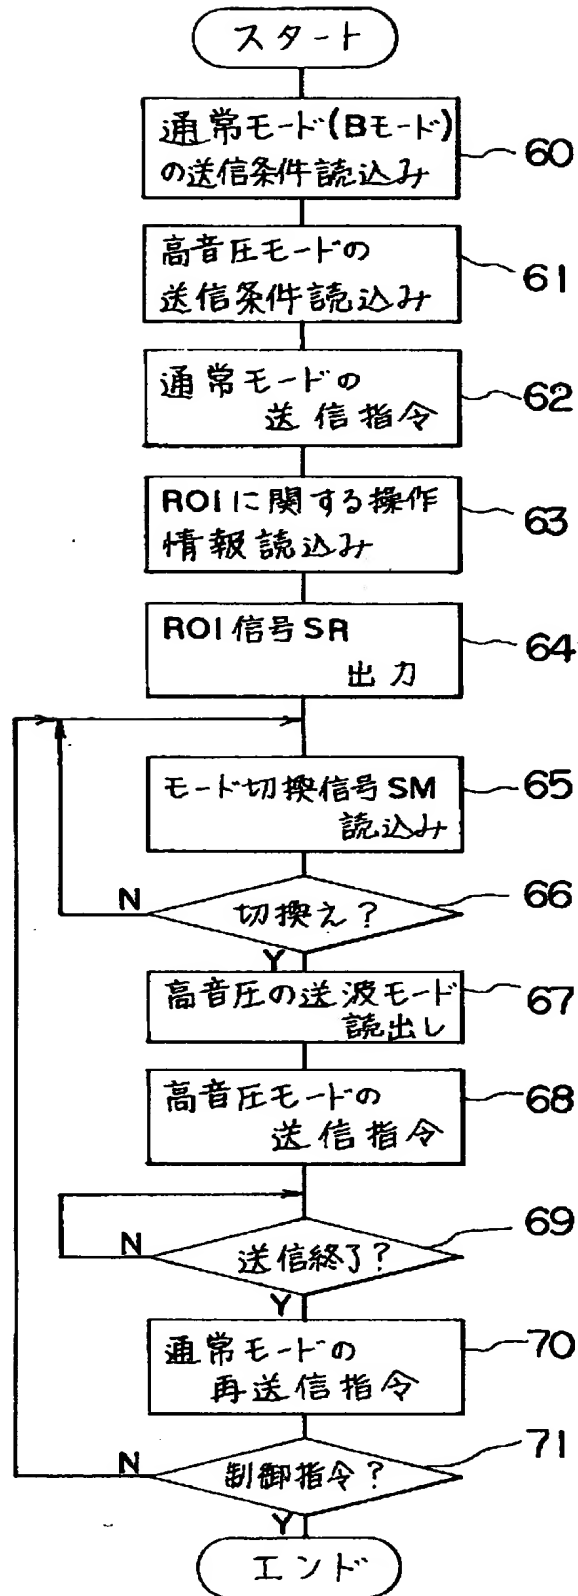 スタート
通常モード(Bモード)
の送信条件読込み
60
高音圧モードの
送信条件読込み
61
通常モードの
送信指令
62
ROIに関する操作
情報読込み
63
ROI信号SR
出力
64
モード切換信号SM
読込み
65
N
切換え?
66
Y
高音圧の送波モード
読出し
67
高音圧モードの
送信指令
68
N
送信終了?
69
Y
通常モードの
再送信指令
70
N
制御指令?
71
Y
エンド